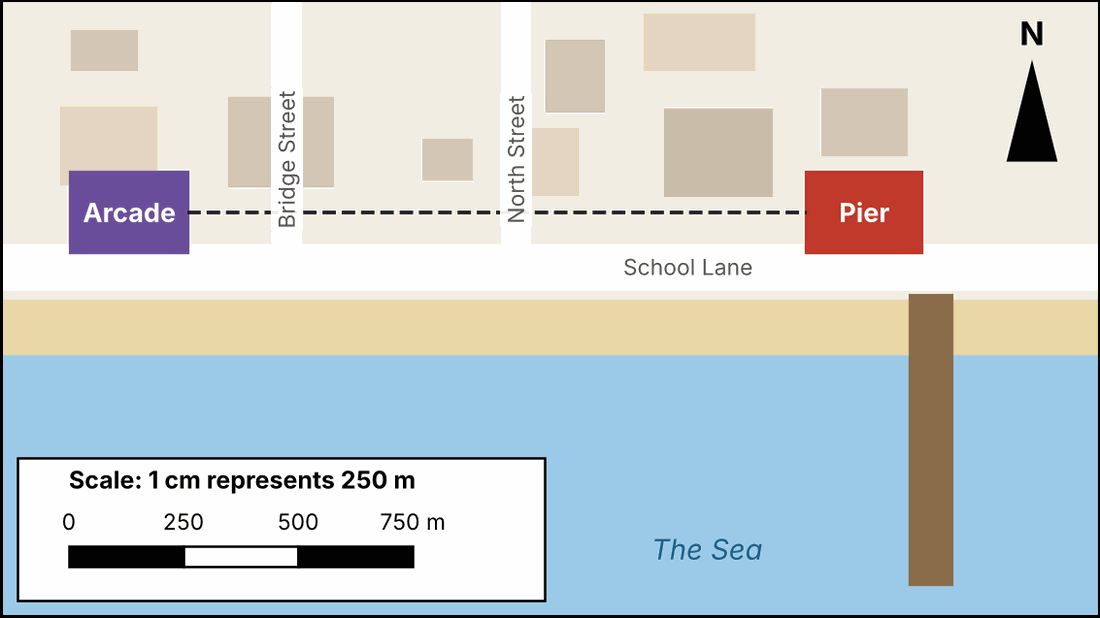 N
Bridge Street
North Street
Arcade
Pier
School Lane
Scale: 1 cm represents 250 m
0 250 500 750 m
The Sea